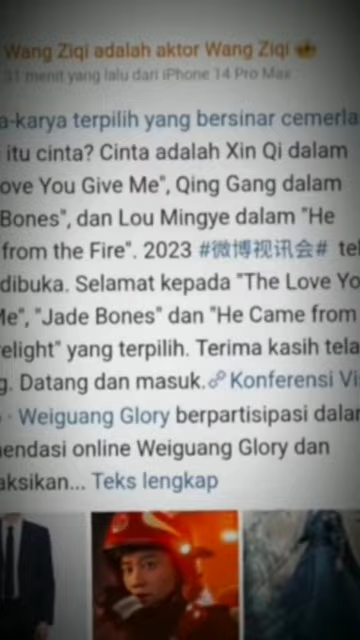 Wang Ziqi adalah aktor Wang Ziqi
31 menit yang lalu dari iPhone 14 Pro Max
a-karya terpilih yang bersinar cemerla
itu cinta? Cinta adalah Xin Qi dalam
ove You Give Me", Qing Gang dalam
Bones", dan Lou Mingye dalam "He
from the Fire". 2023 #微博视讯会# tel
dibuka. Selamat kepada "The Love Yo
Me", "Jade Bones" dan "He Came from
relight" yang terpilih. Terima kasih tela
g. Datang dan masuk. Konferensi Vi
· Weiguang Glory berpartisipasi dalam
nendasi online Weiguang Glory dan
aksikan... Teks lengkap